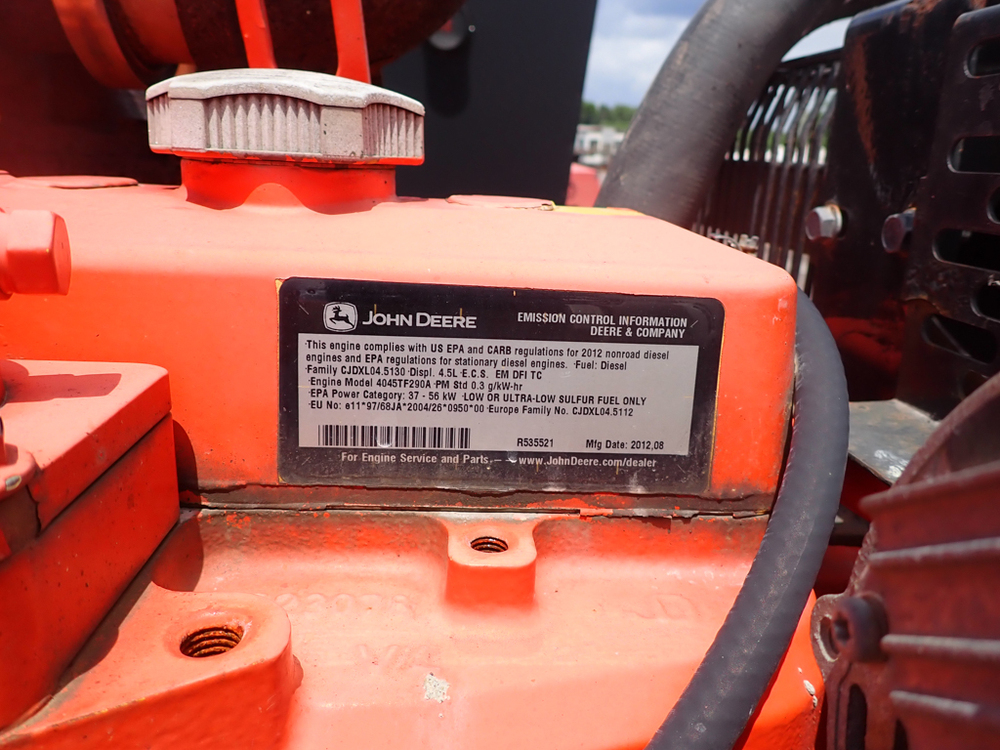 JOHN DEERE
EMISSION CONTROL INFORMATION
DEERE & COMPANY
This engine complies with US EPA and CARB regulations for 2012 nonroad diesel
engines and EPA regulations for stationary diesel engines. Fuel: Diesel
Family CJDXL04.5130 Displ. 4.5L E.C.S. EM DFI TC
Engine Model 4045TF290A PM Std 0.3 g/kW-hr
EPA Power Category: 37 - 56 kW LOW OR ULTRA-LOW SULFUR FUEL ONLY
EU No: e11*97/68JA*2004/26*0950*00 Europe Family No. CJDXL04.5112
R535521 Mfg Date: 2012.08
For Engine Service and Parts — www.JohnDeere.com/dealer